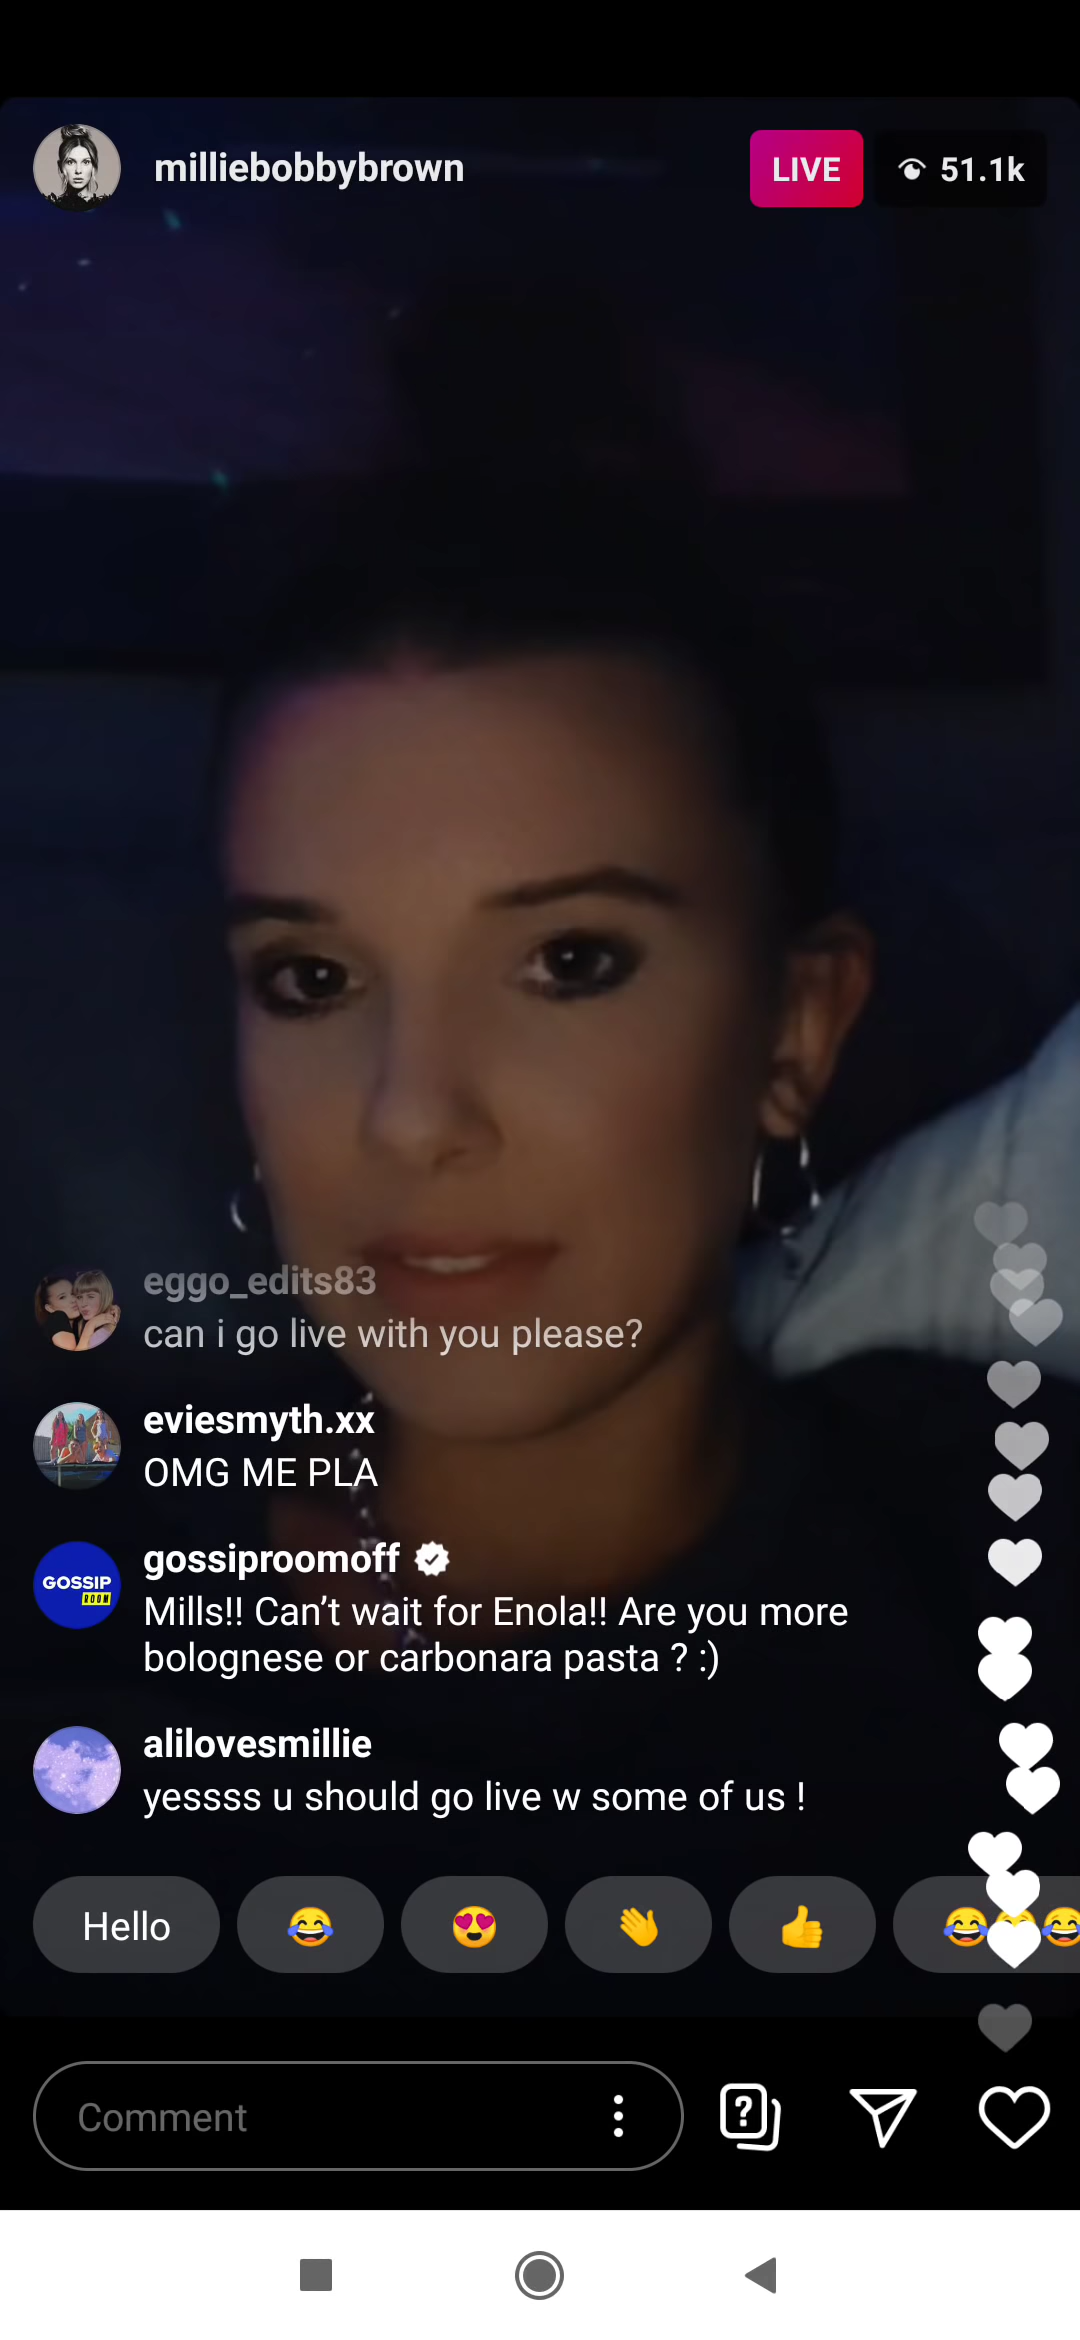 milliebobbybrown
LIVE
51.1k
eggo_edits83
can i go live with you please?
eviesmyth.xx
OMG ME PLA
GOSSIP
ROOM
gossiproomoff
Mills!! Can’t wait for Enola!! Are you more
bolognese or carbonara pasta ? :)
alilovesmillie
yessss u should go live w some of us !
Hello 😂 😍 👋 👍 😂😂😂
Comment
?